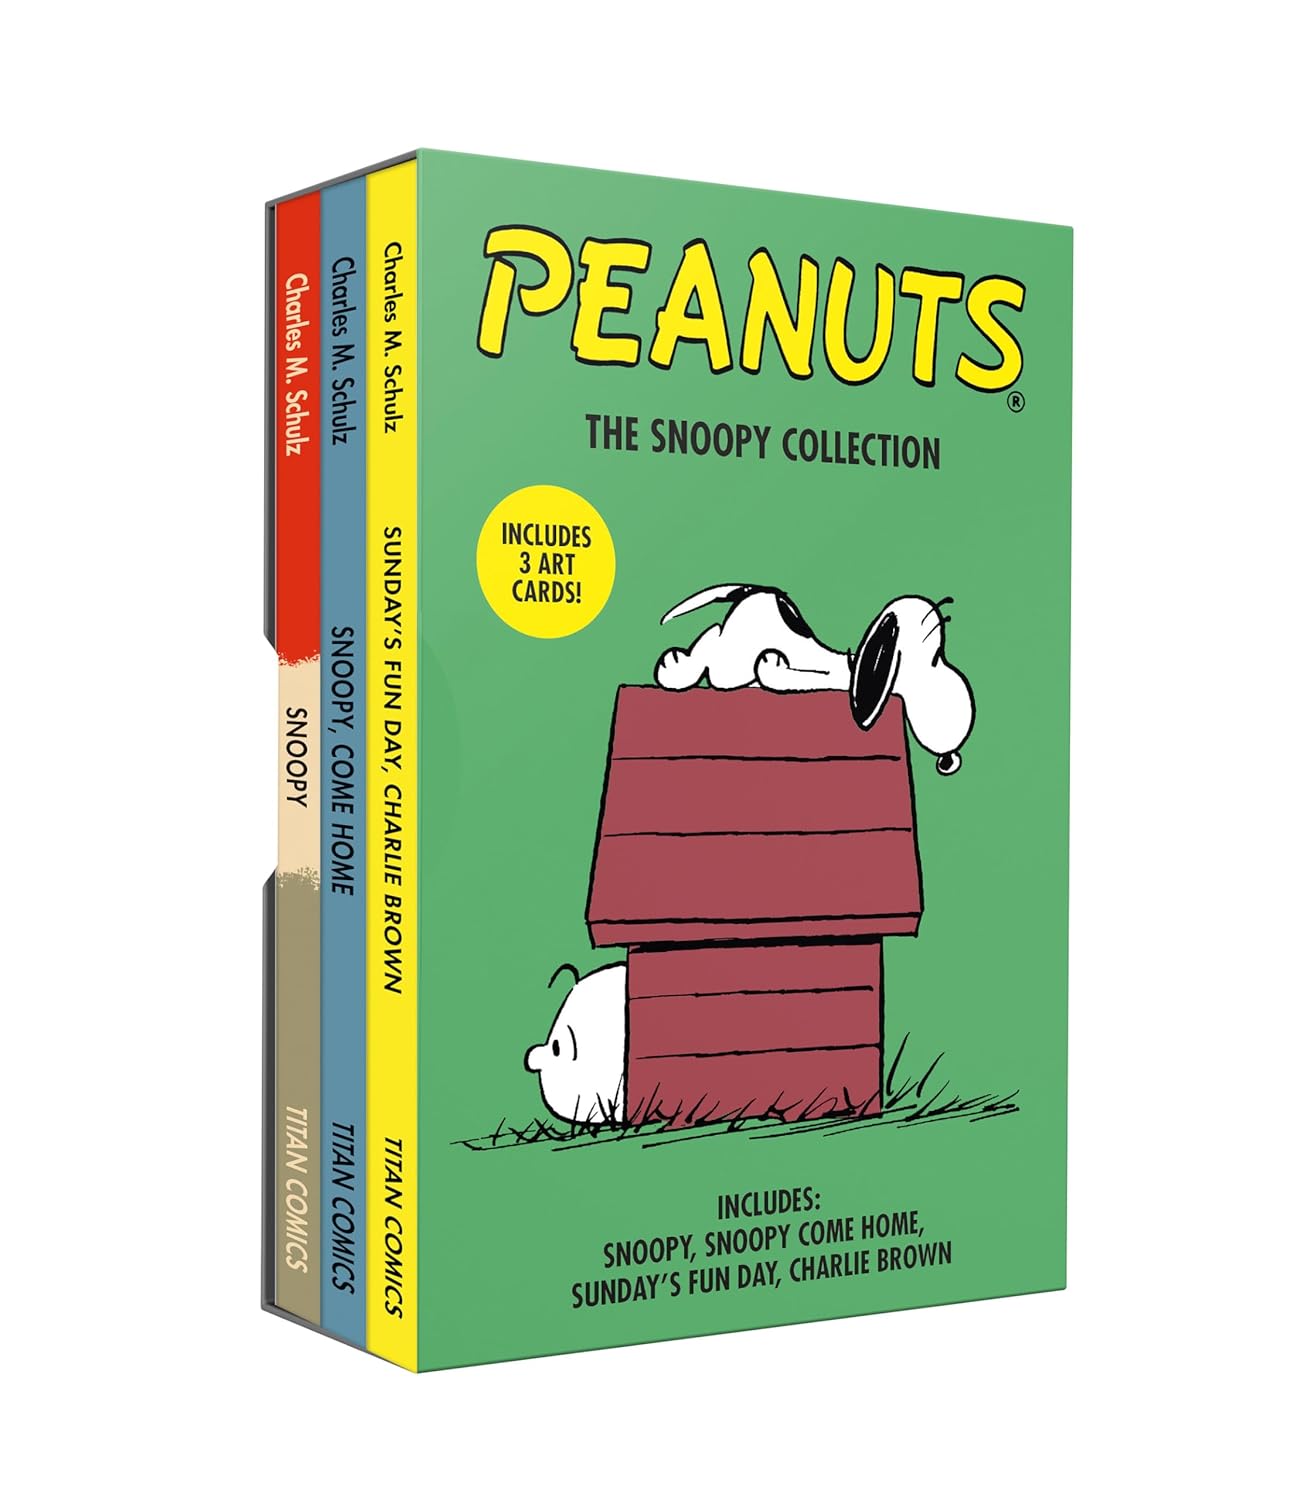 Charles M. Schulz
SNOOPY
TITAN COMICS
Charles M. Schulz
SNOOPY, COME HOME
TITAN COMICS
Charles M. Schulz
SUNDAY'S FUN DAY, CHARLIE BROWN
TITAN COMICS
PEANUTS
®
THE SNOOPY COLLECTION
INCLUDES
3 ART
CARDS!
INCLUDES:
SNOOPY, SNOOPY COME HOME,
SUNDAY'S FUN DAY, CHARLIE BROWN